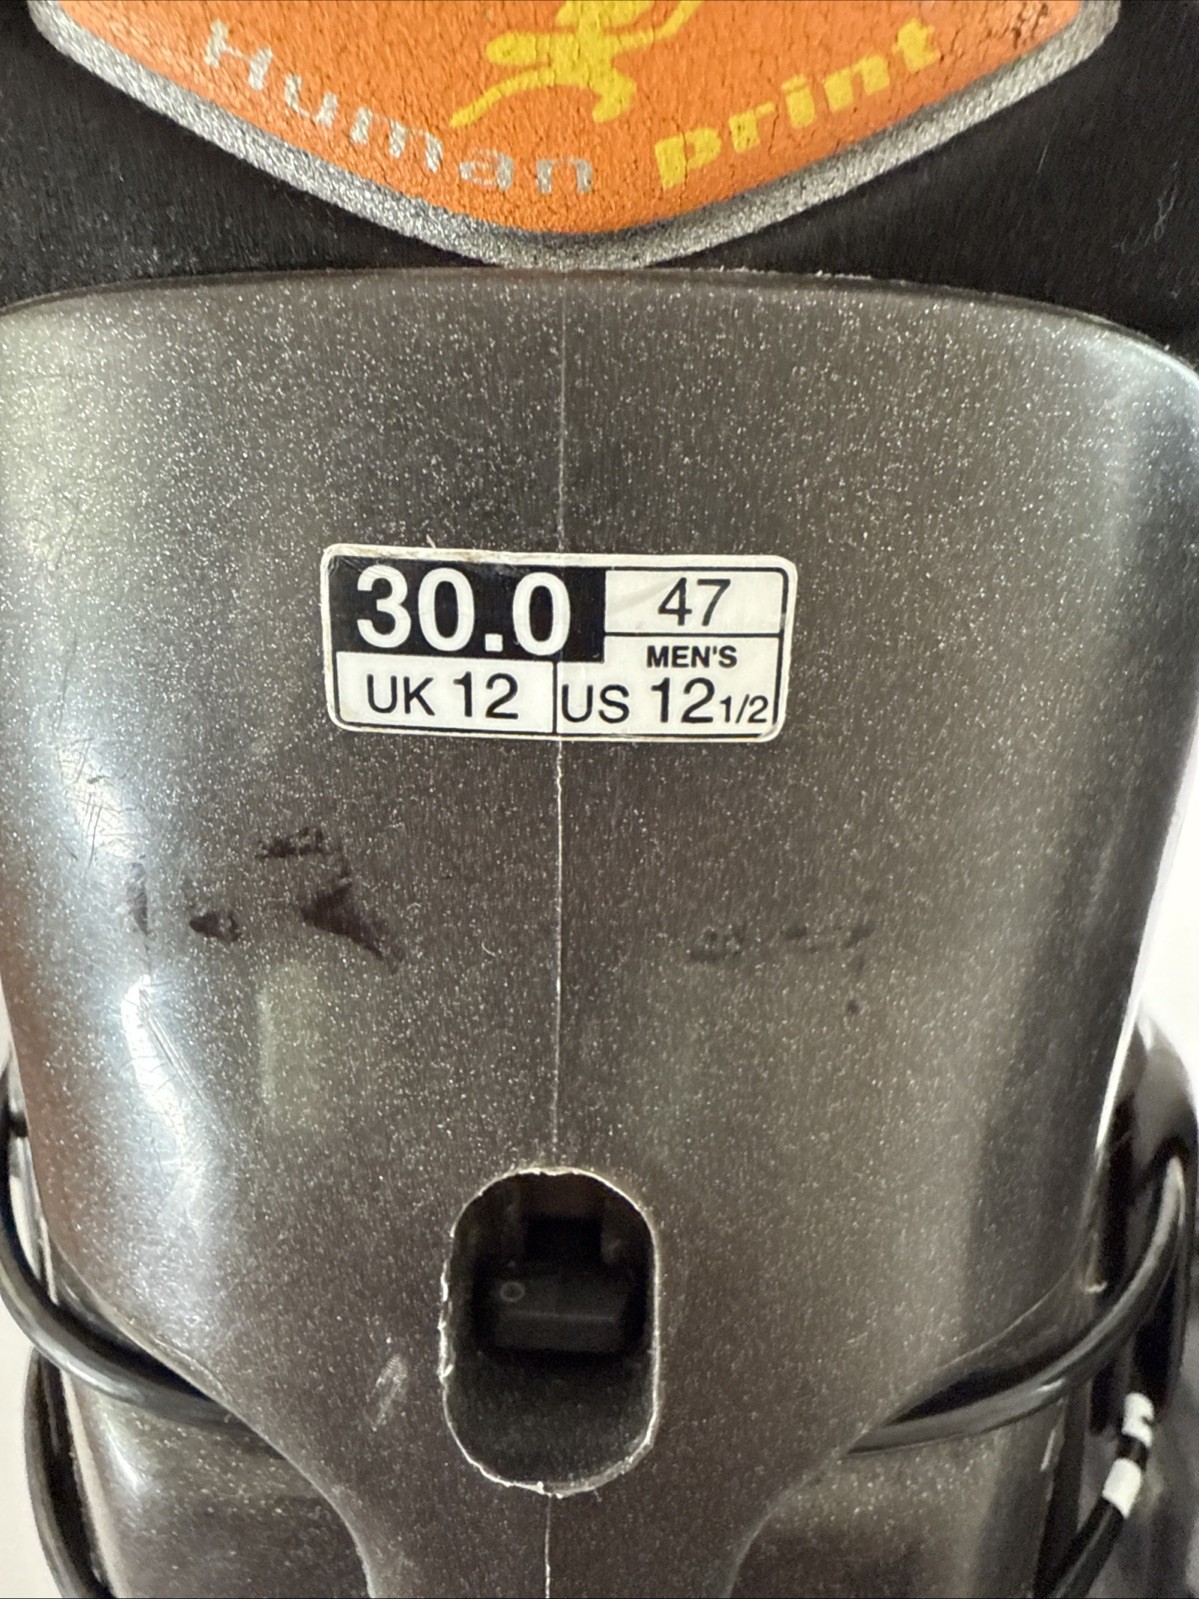 Human print
30.0
47
MEN'S
UK 12
US 12 1/2